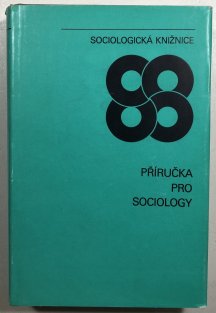 SOCIOLOGICKÁ KNIŽNICE
PŘÍRUČKA
PRO
SOCIOLOGY